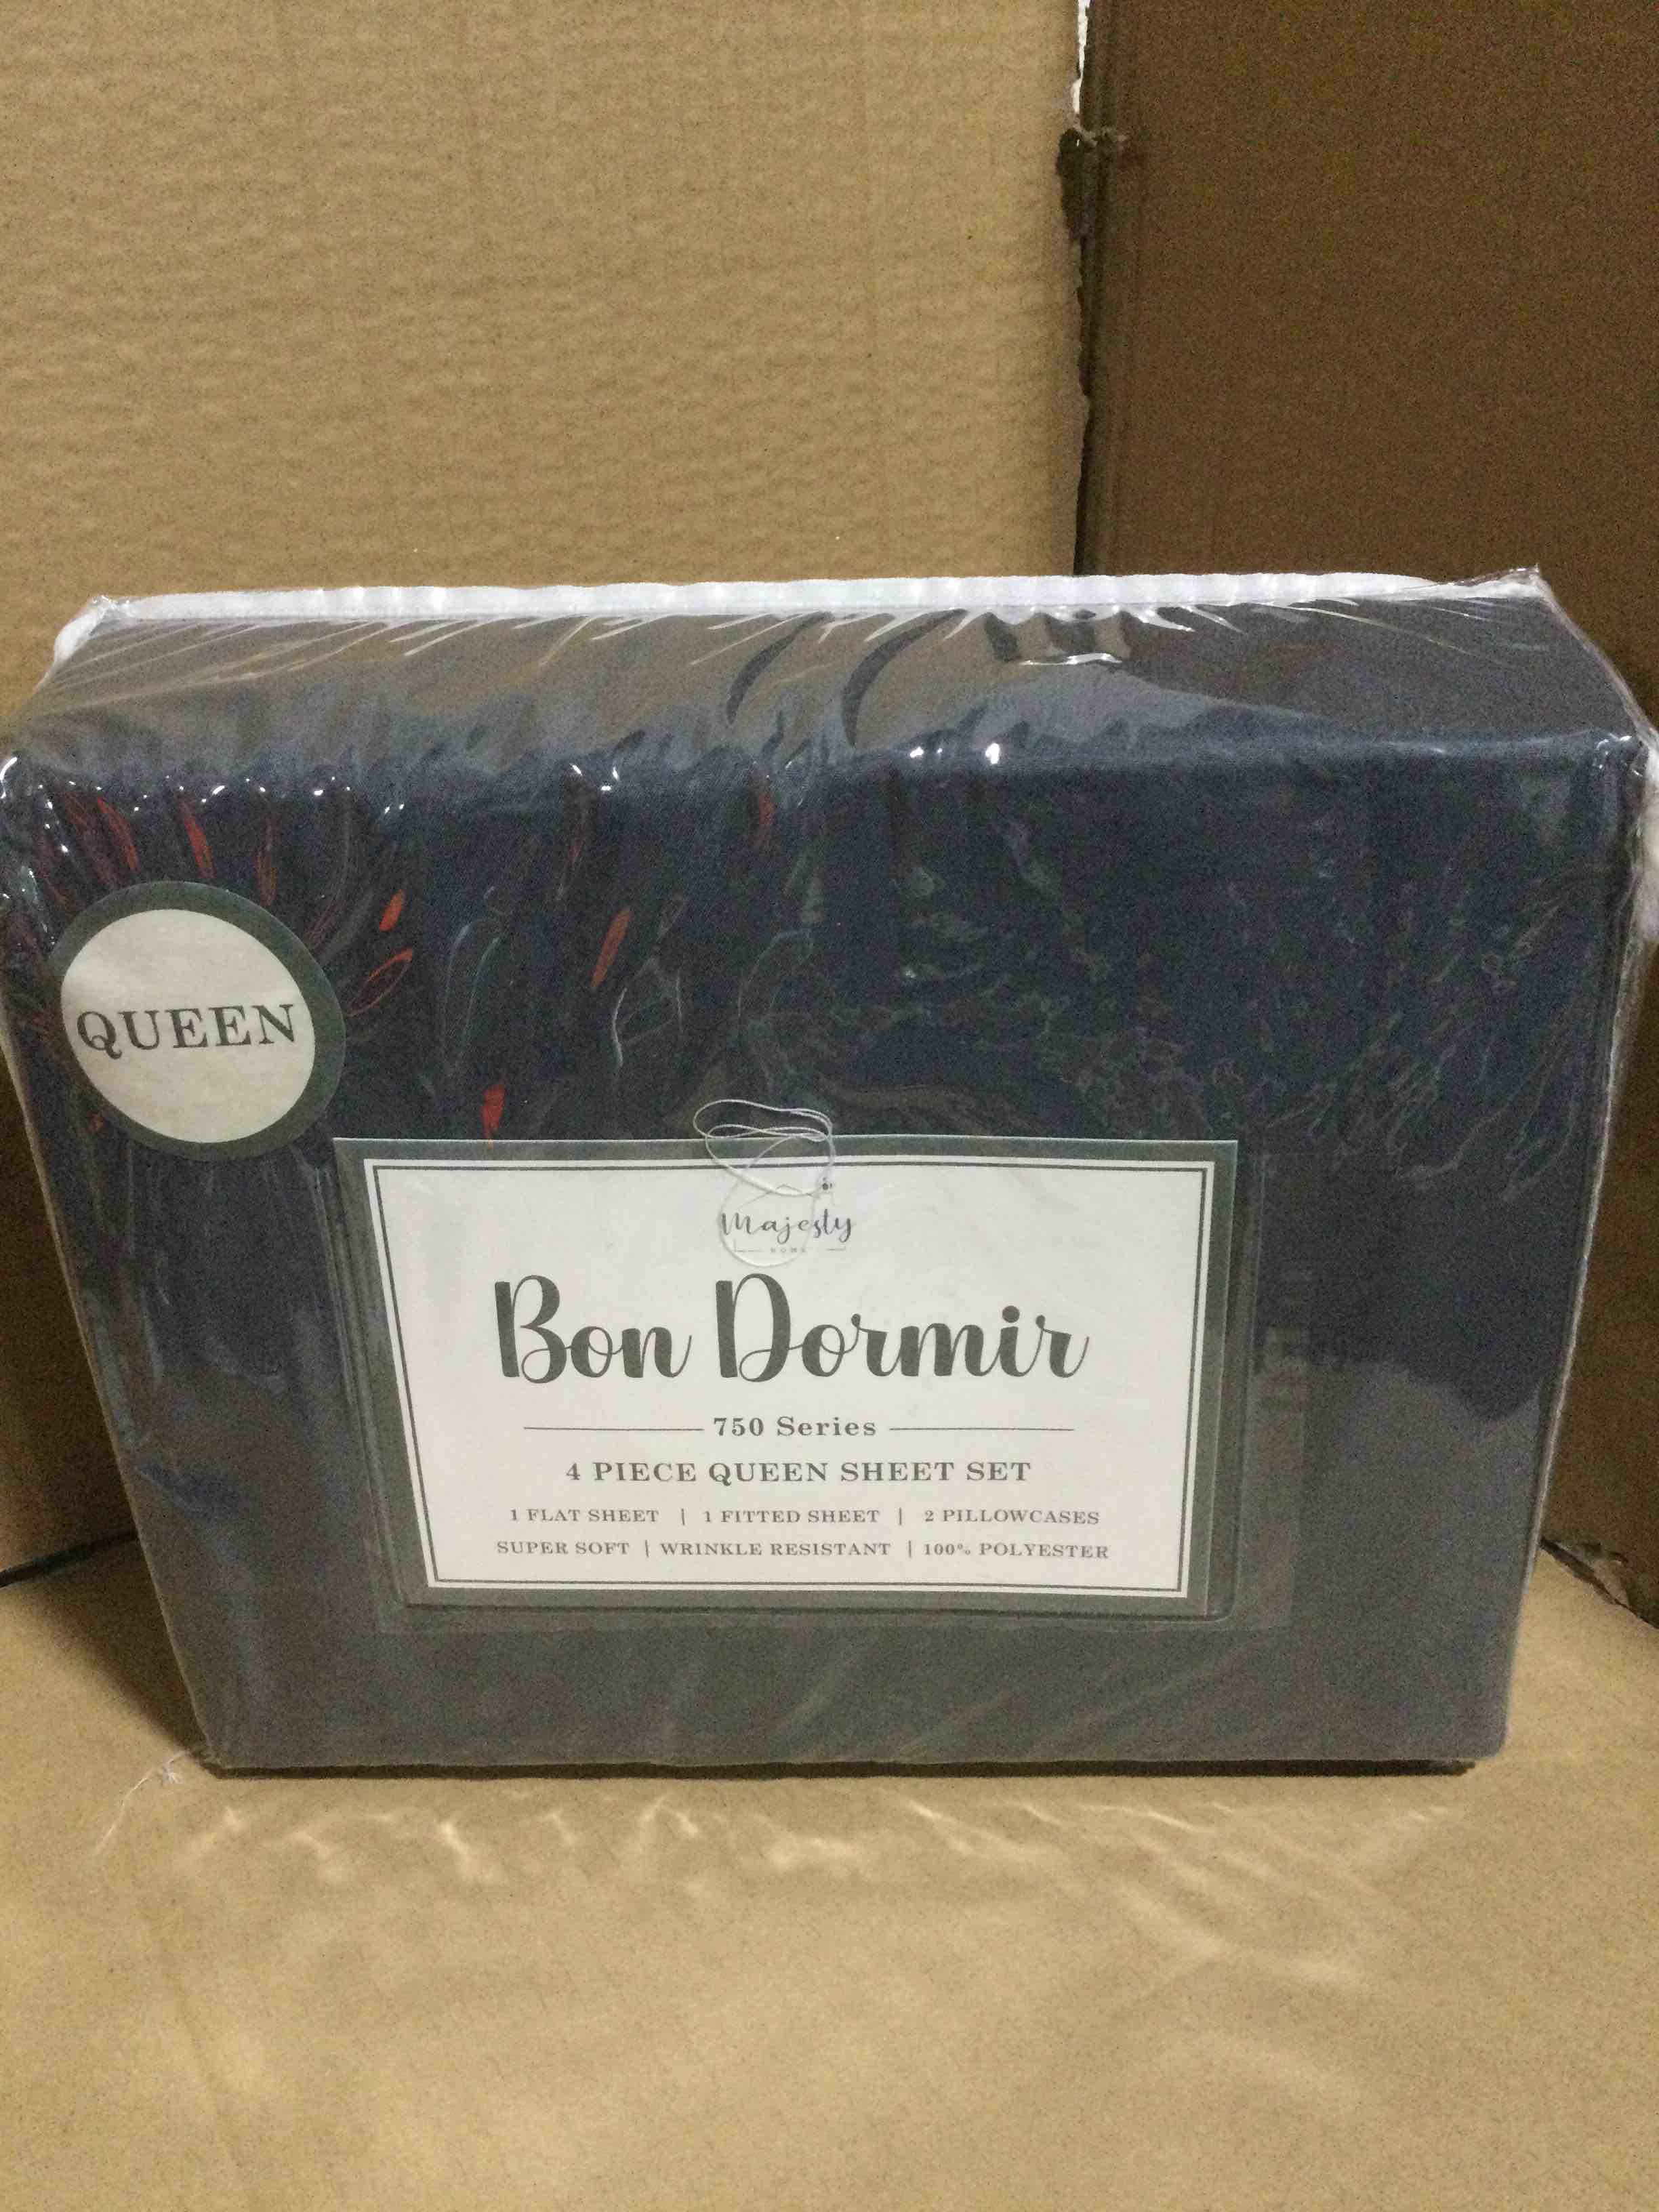 QUEEN
Majesty
HOME
Bon Dormir
750 Series
4 PIECE QUEEN SHEET SET
1 FLAT SHEET | 1 FITTED SHEET | 2 PILLOWCASES
SUPER SOFT | WRINKLE RESISTANT | 100% POLYESTER